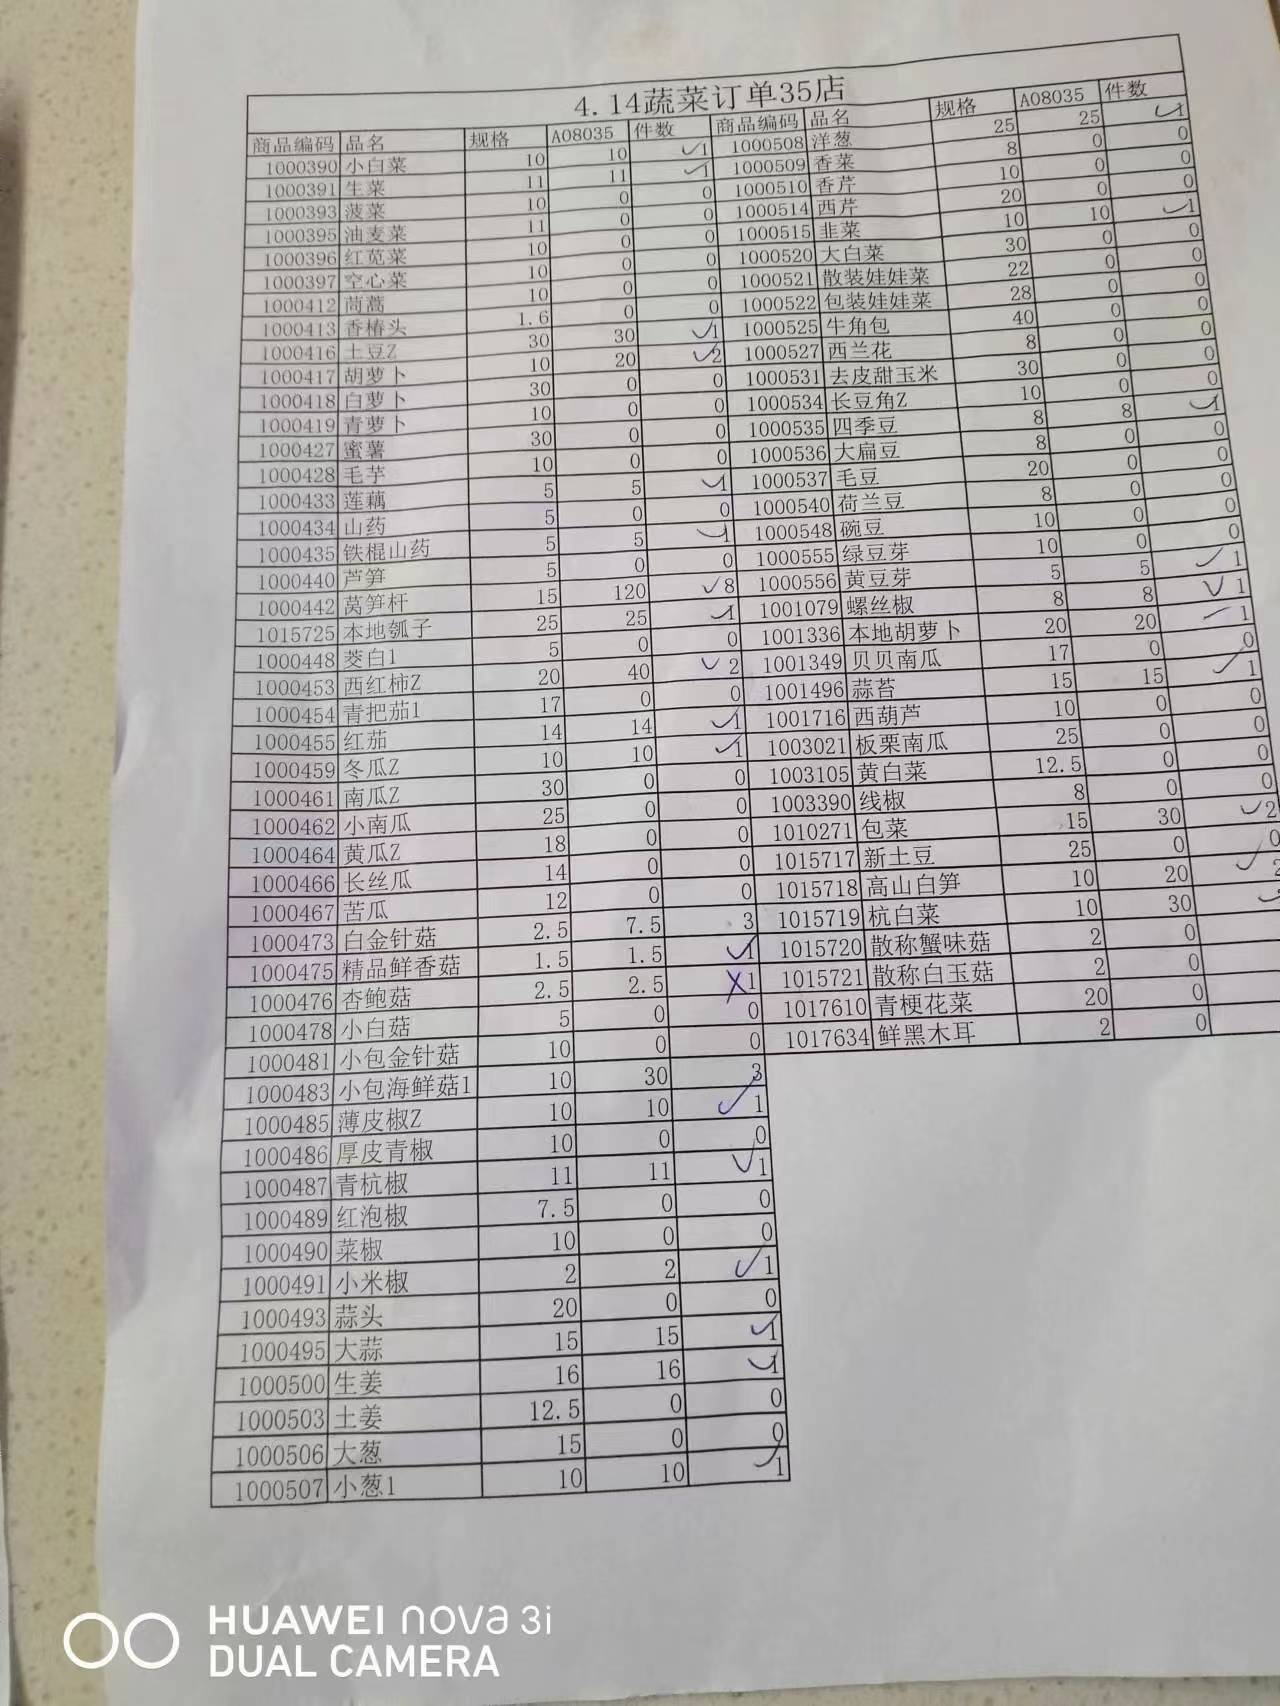 4.14蔬菜订单35店
商品编码 品名 规格 A08035 件数 商品编码 品名 规格 A08035 件数
1000390 小白菜 10 10 ✓1 1000508 洋葱 25 25 ✓1
1000391 生菜 11 11 ✓1 1000509 香菜 8 0 0
1000393 菠菜 10 0 0 1000510 香芹 10 0 0
1000395 油麦菜 11 0 0 1000514 西芹 20 0 0
1000396 红苋菜 10 0 0 1000515 韭菜 10 10 ✓1
1000397 空心菜 10 0 0 1000520 大白菜 30 0 0
1000412 茼蒿 10 0 0 1000521 散装娃娃菜 22 0 0
1000413 香椿头 1.6 0 0 1000522 包装娃娃菜 28 0 0
1000416 土豆Z 30 30 ✓1 1000525 牛角包 40 0 0
1000417 胡萝卜 10 20 ✓2 1000527 西兰花 8 0 0
1000418 白萝卜 30 0 0 1000531 去皮甜玉米 30 0 0
1000419 青萝卜 10 0 0 1000534 长豆角Z 10 0 0
1000427 蜜薯 30 0 0 1000535 四季豆 8 8 ✓1
1000428 毛芋 10 0 0 1000536 大扁豆 8 0 0
1000433 莲藕 5 5 ✓1 1000537 毛豆 20 0 0
1000434 山药 5 0 0 1000540 荷兰豆 8 0 0
1000435 铁棍山药 5 5 ✓1 1000548 碗豆 10 0 0
1000440 芦笋 5 0 0 1000555 绿豆芽 10 0 0
1000442 莴笋杆 15 120 ✓8 1000556 黄豆芽 5 5 ✓1
1015725 本地瓠子 25 25 ✓1 1001079 螺丝椒 8 8 ✓1
1000448 茭白1 5 0 0 1001336 本地胡萝卜 20 20 ✓1
1000453 西红柿Z 20 40 ✓2 1001349 贝贝南瓜 17 0 0
1000454 青把茄1 17 0 0 1001496 蒜苔 15 15 ✓1
1000455 红茄 14 14 ✓1 1001716 西葫芦 10 0 0
1000459 冬瓜Z 10 10 ✓1 1003021 板栗南瓜 25 0 0
1000461 南瓜Z 30 0 0 1003105 黄白菜 12.5 0 0
1000462 小南瓜 25 0 0 1003390 线椒 8 0 0
1000464 黄瓜Z 18 0 0 1010271 包菜 15 30 ✓2
1000466 长丝瓜 14 0 0 1015717 新土豆 25 0 0
1000467 苦瓜 12 0 0 1015718 高山白笋 10 20 ✓2
1000473 白金针菇 2.5 7.5 3 1015719 杭白菜 10 30 ✓
1000475 精品鲜香菇 1.5 1.5 ✓1 1015720 散称蟹味菇 2 0
1000476 杏鲍菇 2.5 2.5 X1 1015721 散称白玉菇 2 0
1000478 小白菇 5 0 0 1017610 青梗花菜 20 0
1000481 小包金针菇 10 0 0 1017634 鲜黑木耳 2 0
1000483 小包海鲜菇1 10 30 3
1000485 薄皮椒Z 10 10 ✓1
1000486 厚皮青椒 10 0 0
1000487 青杭椒 11 11 ✓1
1000489 红泡椒 7.5 0 0
1000490 菜椒 10 0 0
1000491 小米椒 2 2 ✓1
1000493 蒜头 20 0 0
1000495 大蒜 15 15 ✓1
1000500 生姜 16 16 ✓1
1000503 土姜 12.5 0 0
1000506 大葱 15 0 0
1000507 小葱1 10 10 ✓1
HUAWEI nova 3i
DUAL CAMERA